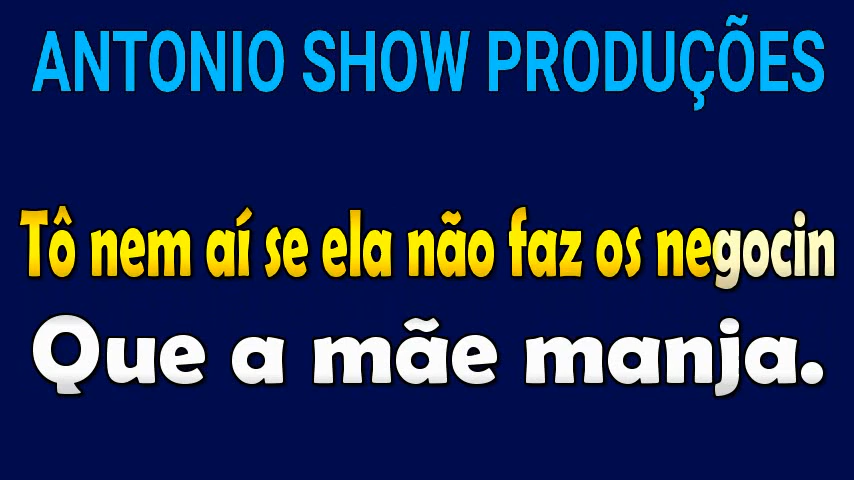 ANTONIO SHOW PRODUÇÕES
Tô nem aí se ela não faz os negocin
Que a mãe manja.